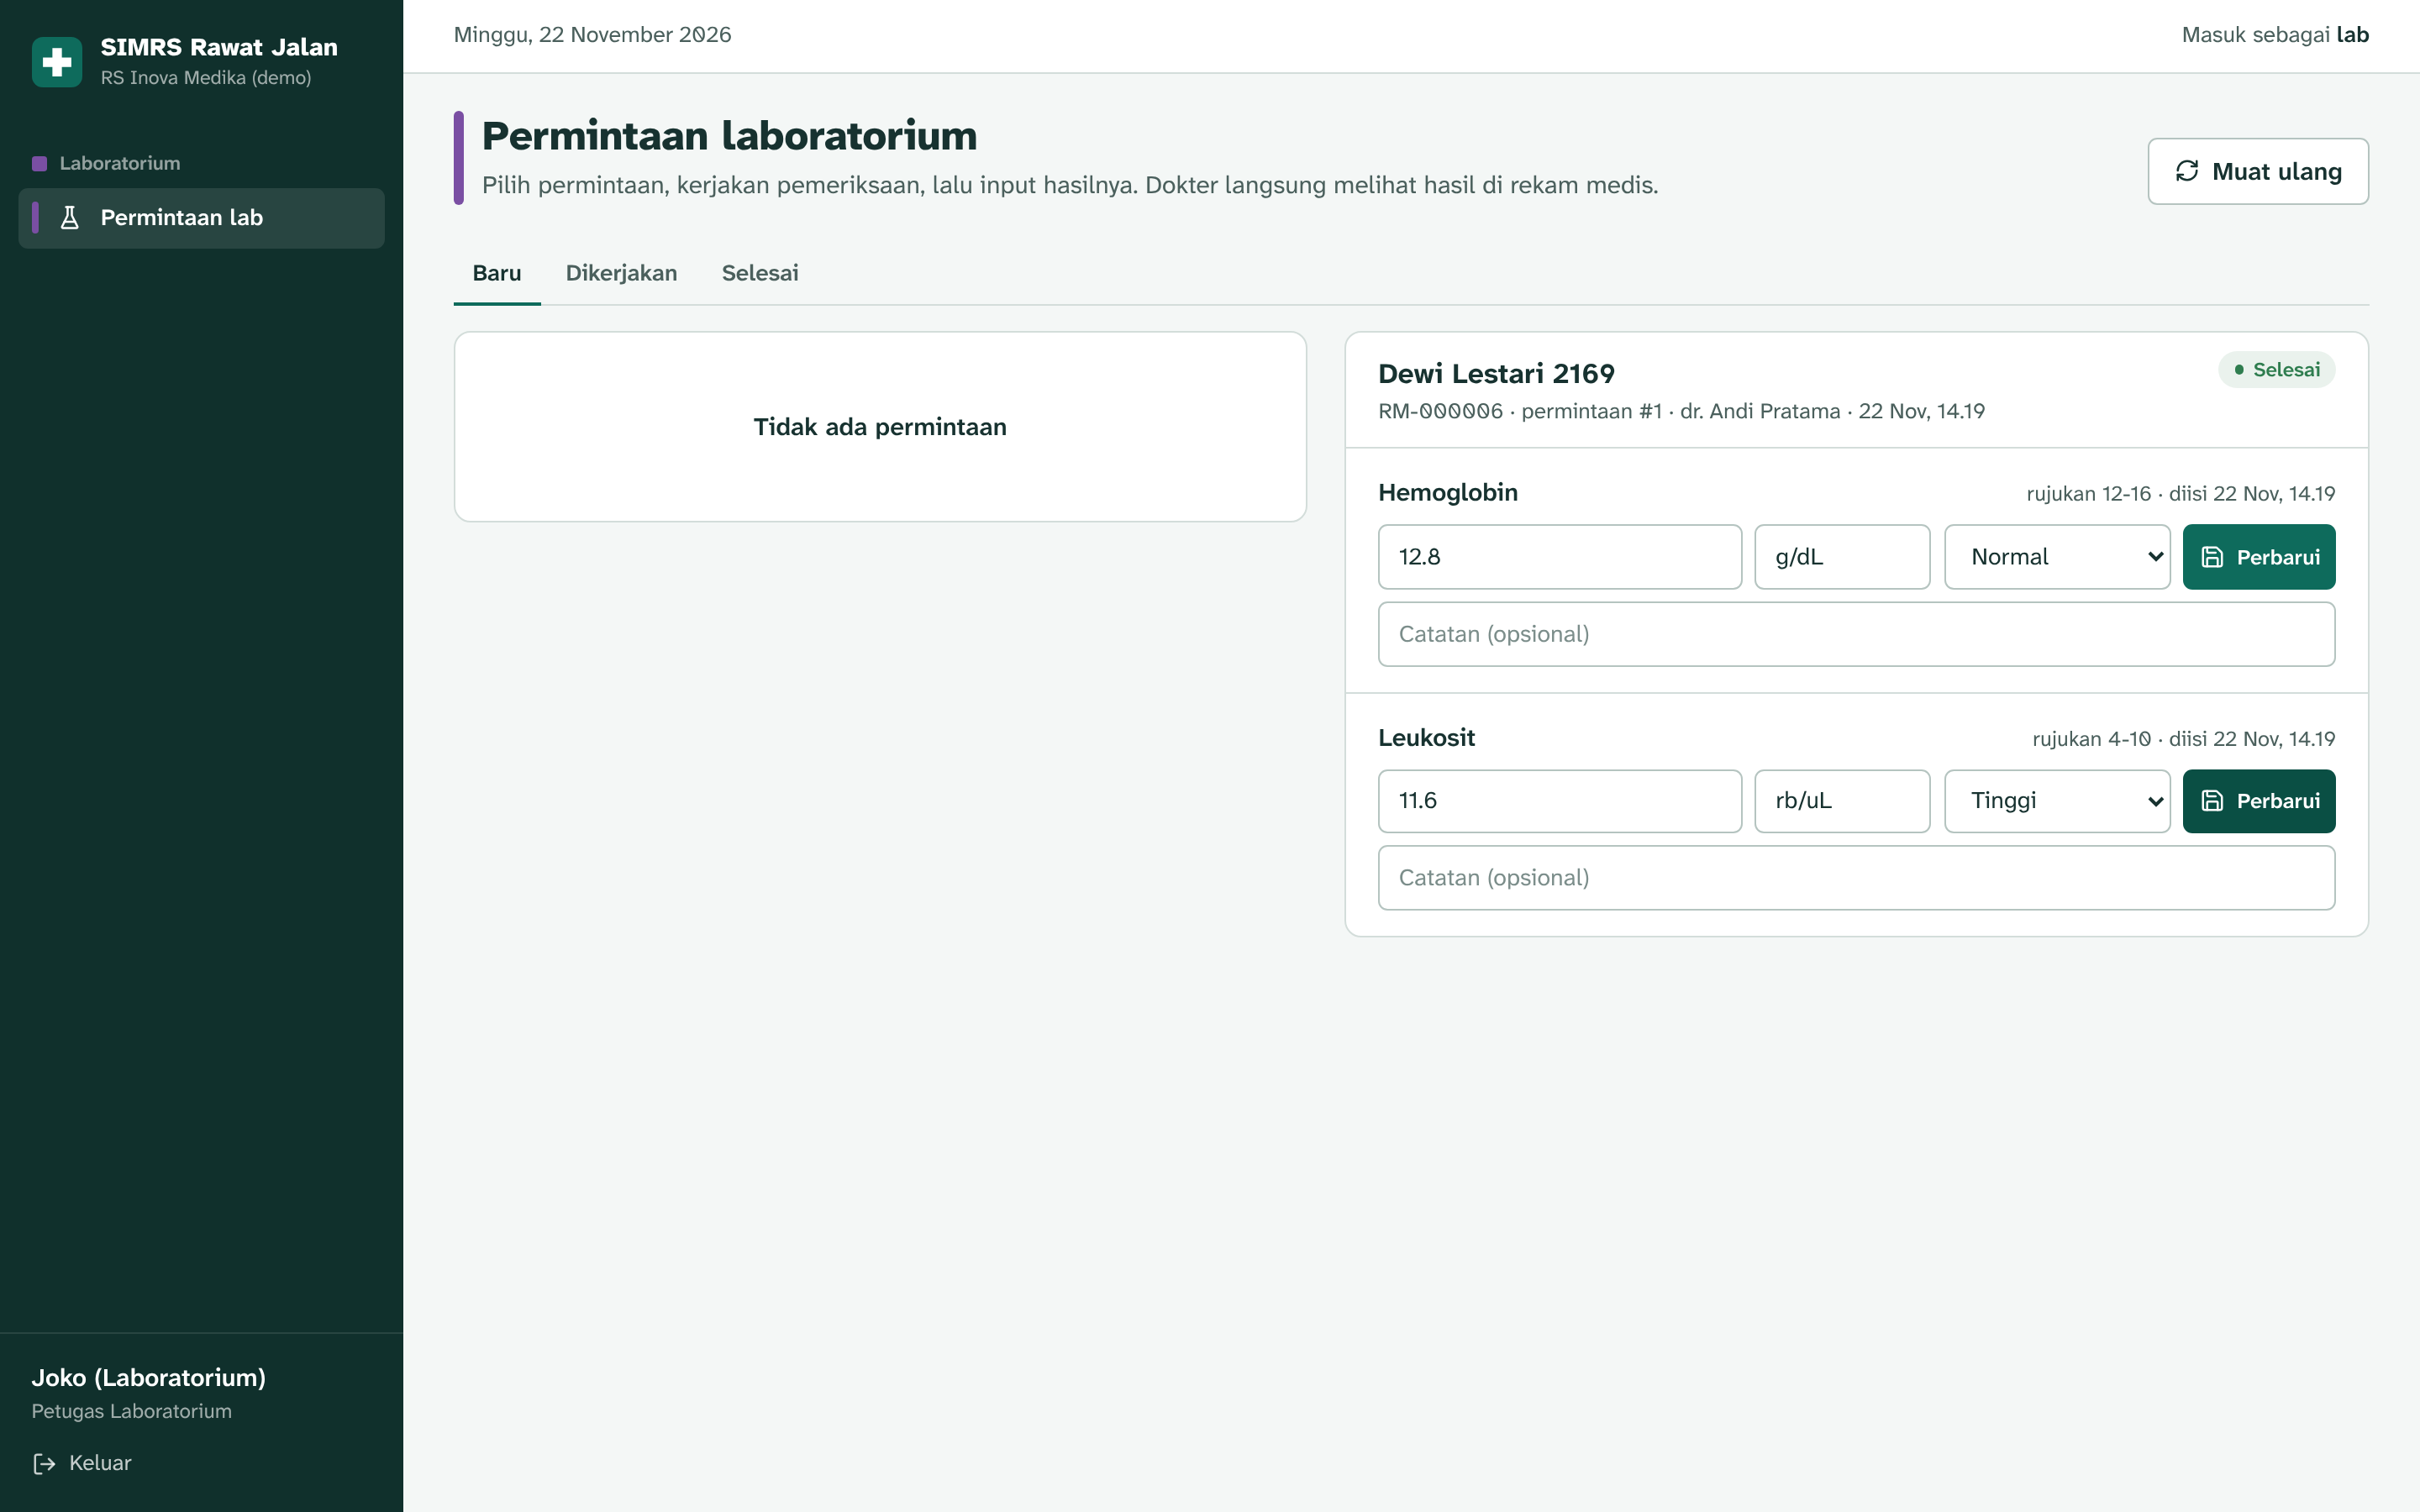 SIMRS Rawat Jalan
RS Inova Medika (demo)
Laboratorium
Permintaan lab
Joko (Laboratorium)
Petugas Laboratorium
Keluar
Minggu, 22 November 2026
Masuk sebagai lab
Permintaan laboratorium
Pilih permintaan, kerjakan pemeriksaan, lalu input hasilnya. Dokter langsung melihat hasil di rekam medis.
Muat ulang
Baru Dikerjakan Selesai
Tidak ada permintaan
Dewi Lestari 2169
Selesai
RM-000006 · permintaan #1 · dr. Andi Pratama · 22 Nov, 14.19
Hemoglobin
rujukan 12-16 · diisi 22 Nov, 14.19
12.8 g/dL Normal Perbarui
Catatan (opsional)
Leukosit
rujukan 4-10 · diisi 22 Nov, 14.19
11.6 rb/uL Tinggi Perbarui
Catatan (opsional)